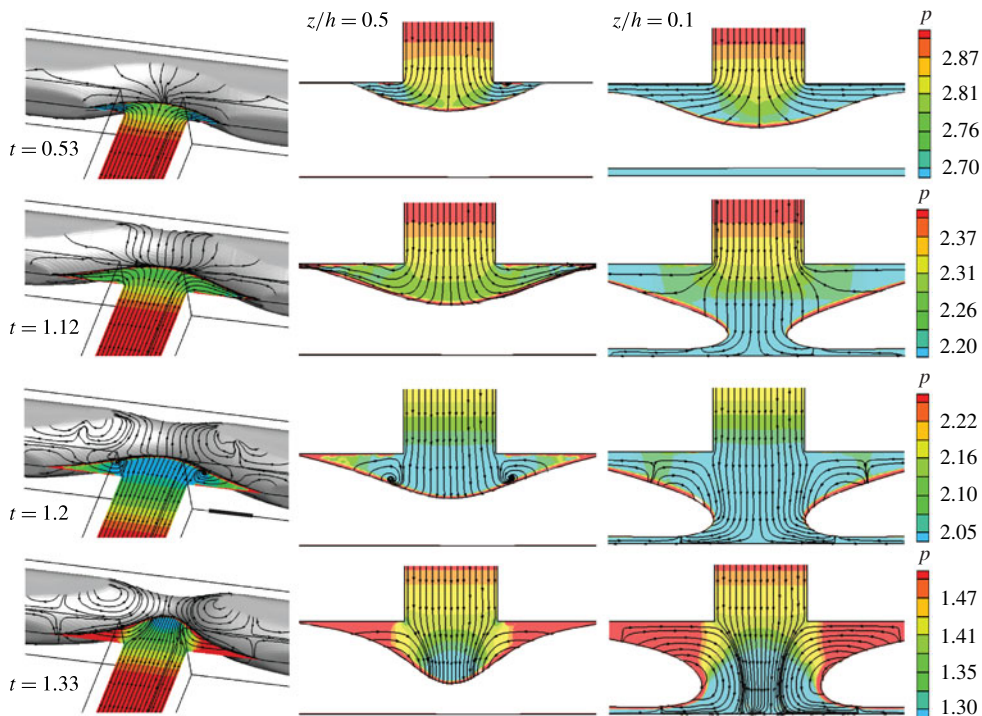 z/h = 0.5
z/h = 0.1
p
2.87
2.81
2.76
2.70
t = 0.53
p
2.37
2.31
2.26
2.20
t = 1.12
p
2.22
2.16
2.10
2.05
t = 1.2
p
1.47
1.41
1.35
1.30
t = 1.33